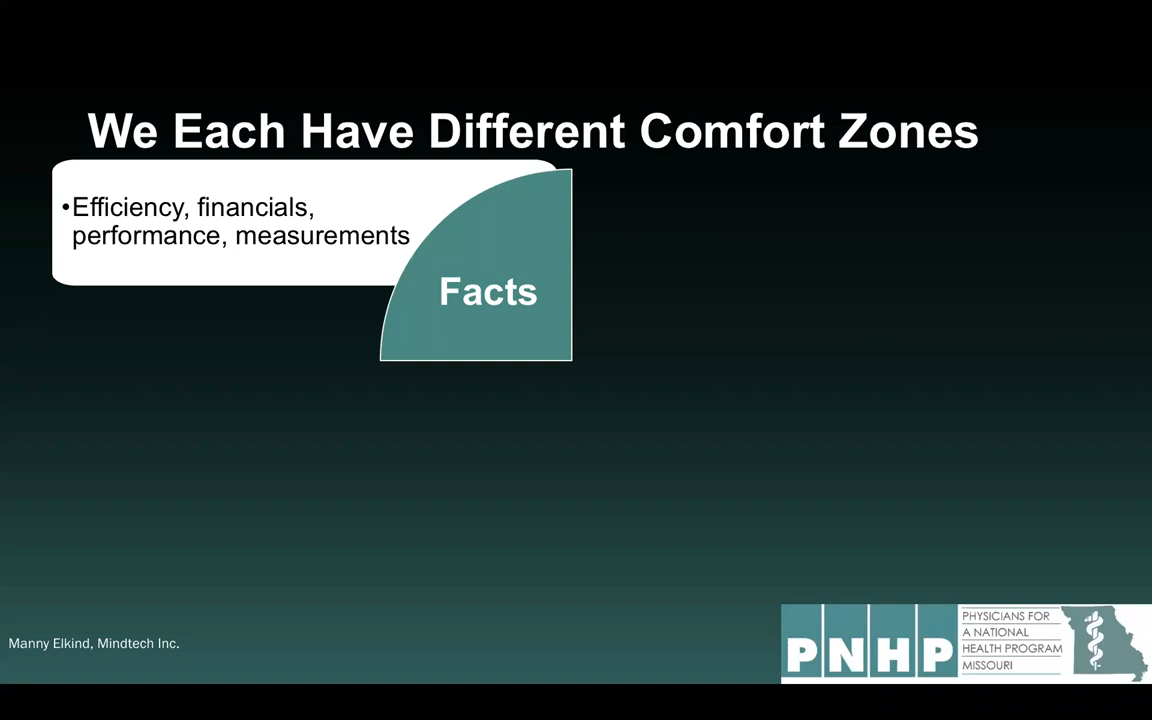 We Each Have Different Comfort Zones
•Efficiency, financials,
performance, measurements
Facts
Manny Elkind, Mindtech Inc.
PNHP
PHYSICIANS FOR
A NATIONAL
HEALTH PROGRAM
MISSOURI